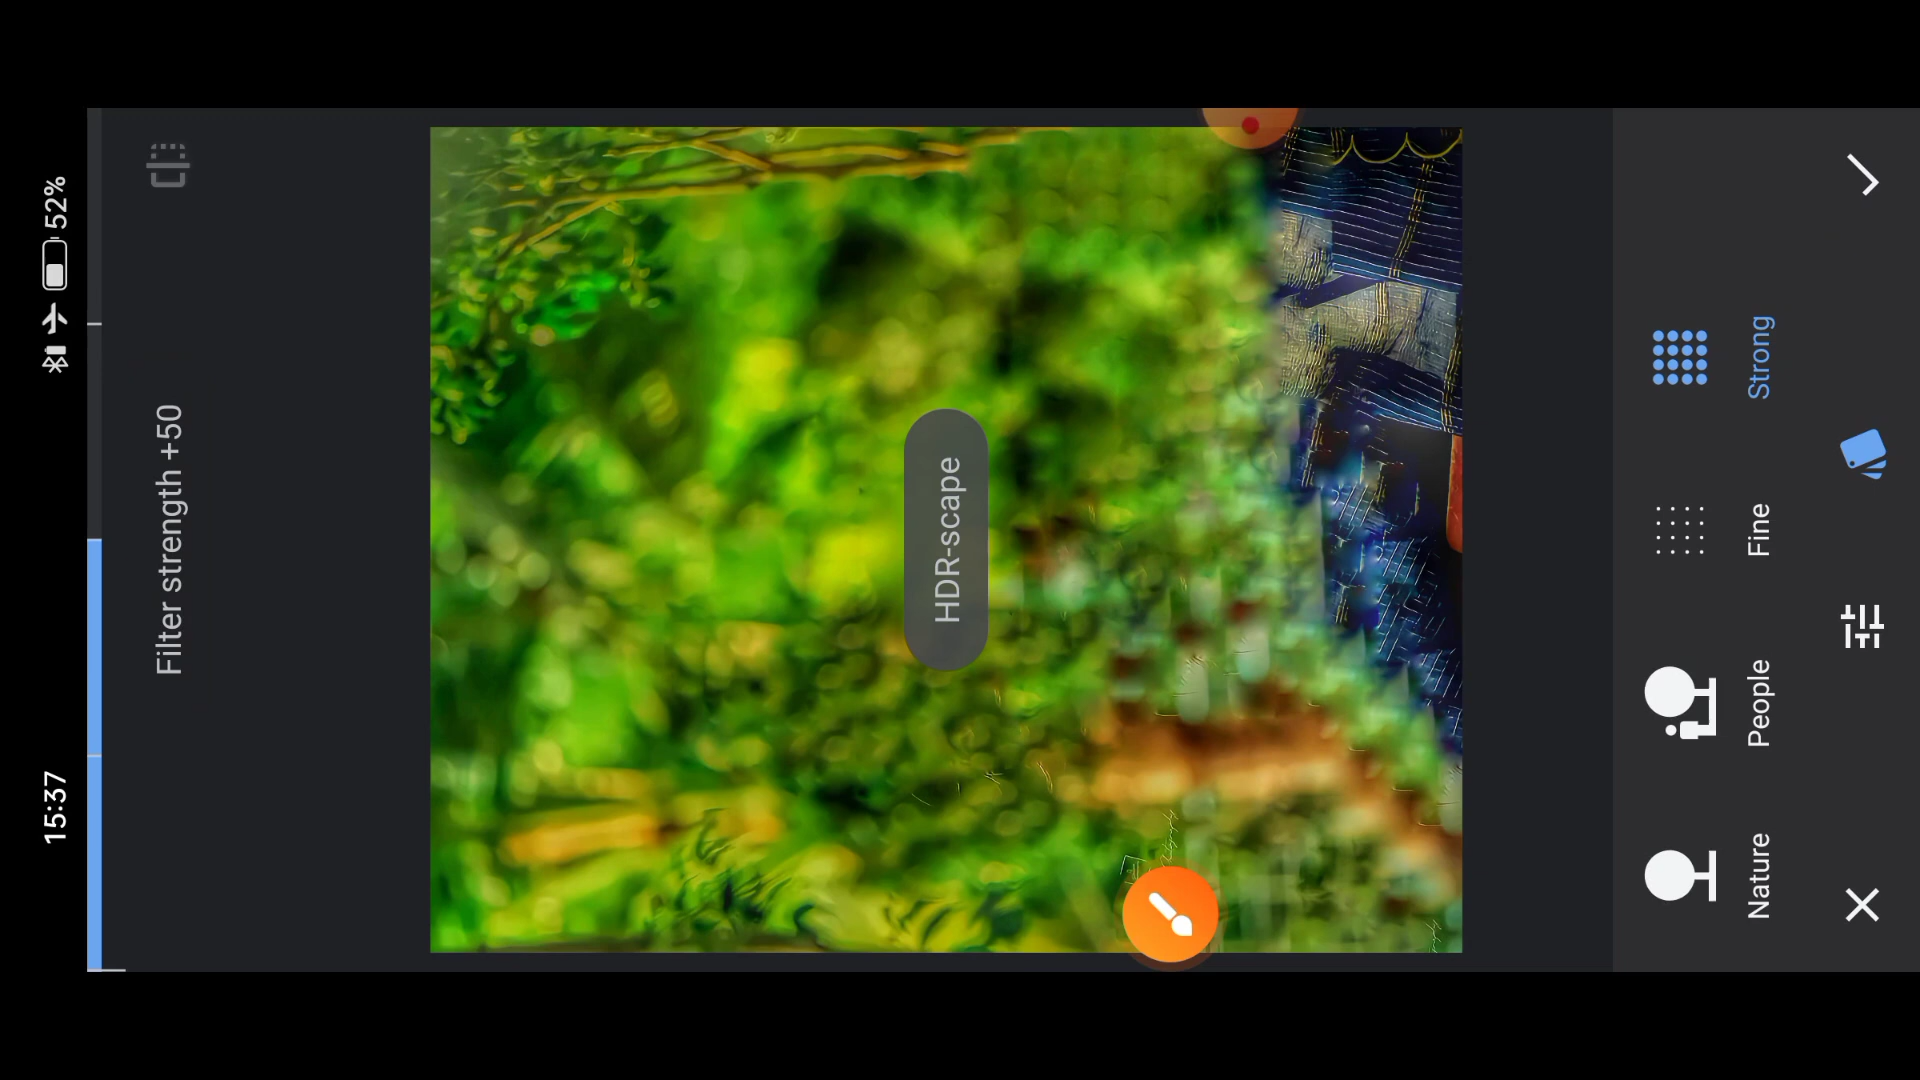 15:37
52%
Filter strength +50
HDR-scape
Nature
People
Fine
Strong